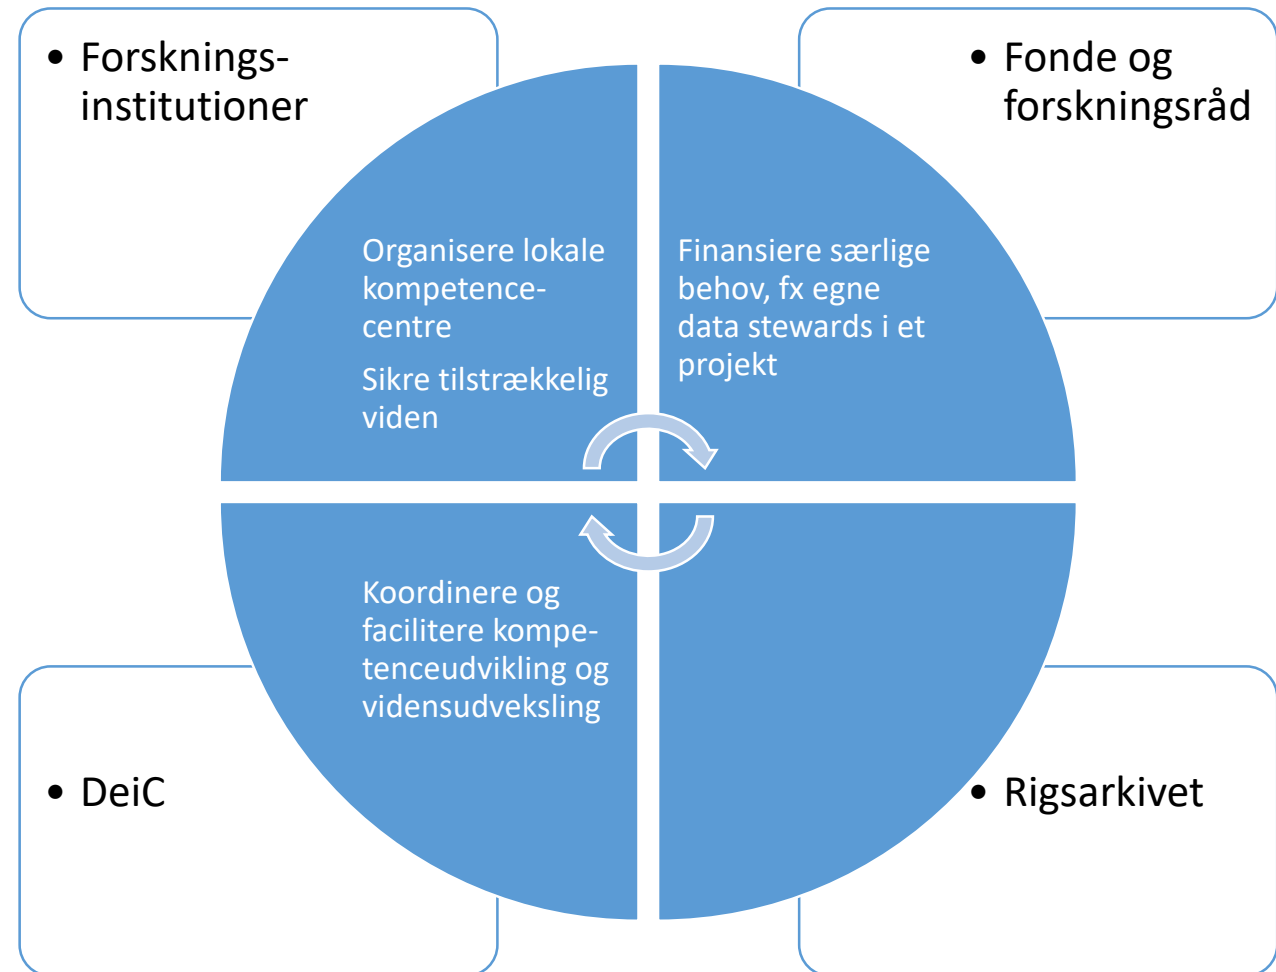 • Forsknings-
institutioner
• Fonde og
forskningsråd
Organisere lokale
kompetence-
centre
Sikre tilstrækkelig
viden
Finansiere særlige
behov, fx egne
data stewards i et
projekt
Koordinere og
facilitere kompe-
tenceudvikling og
vidensudveksling
• DeiC
• Rigsarkivet